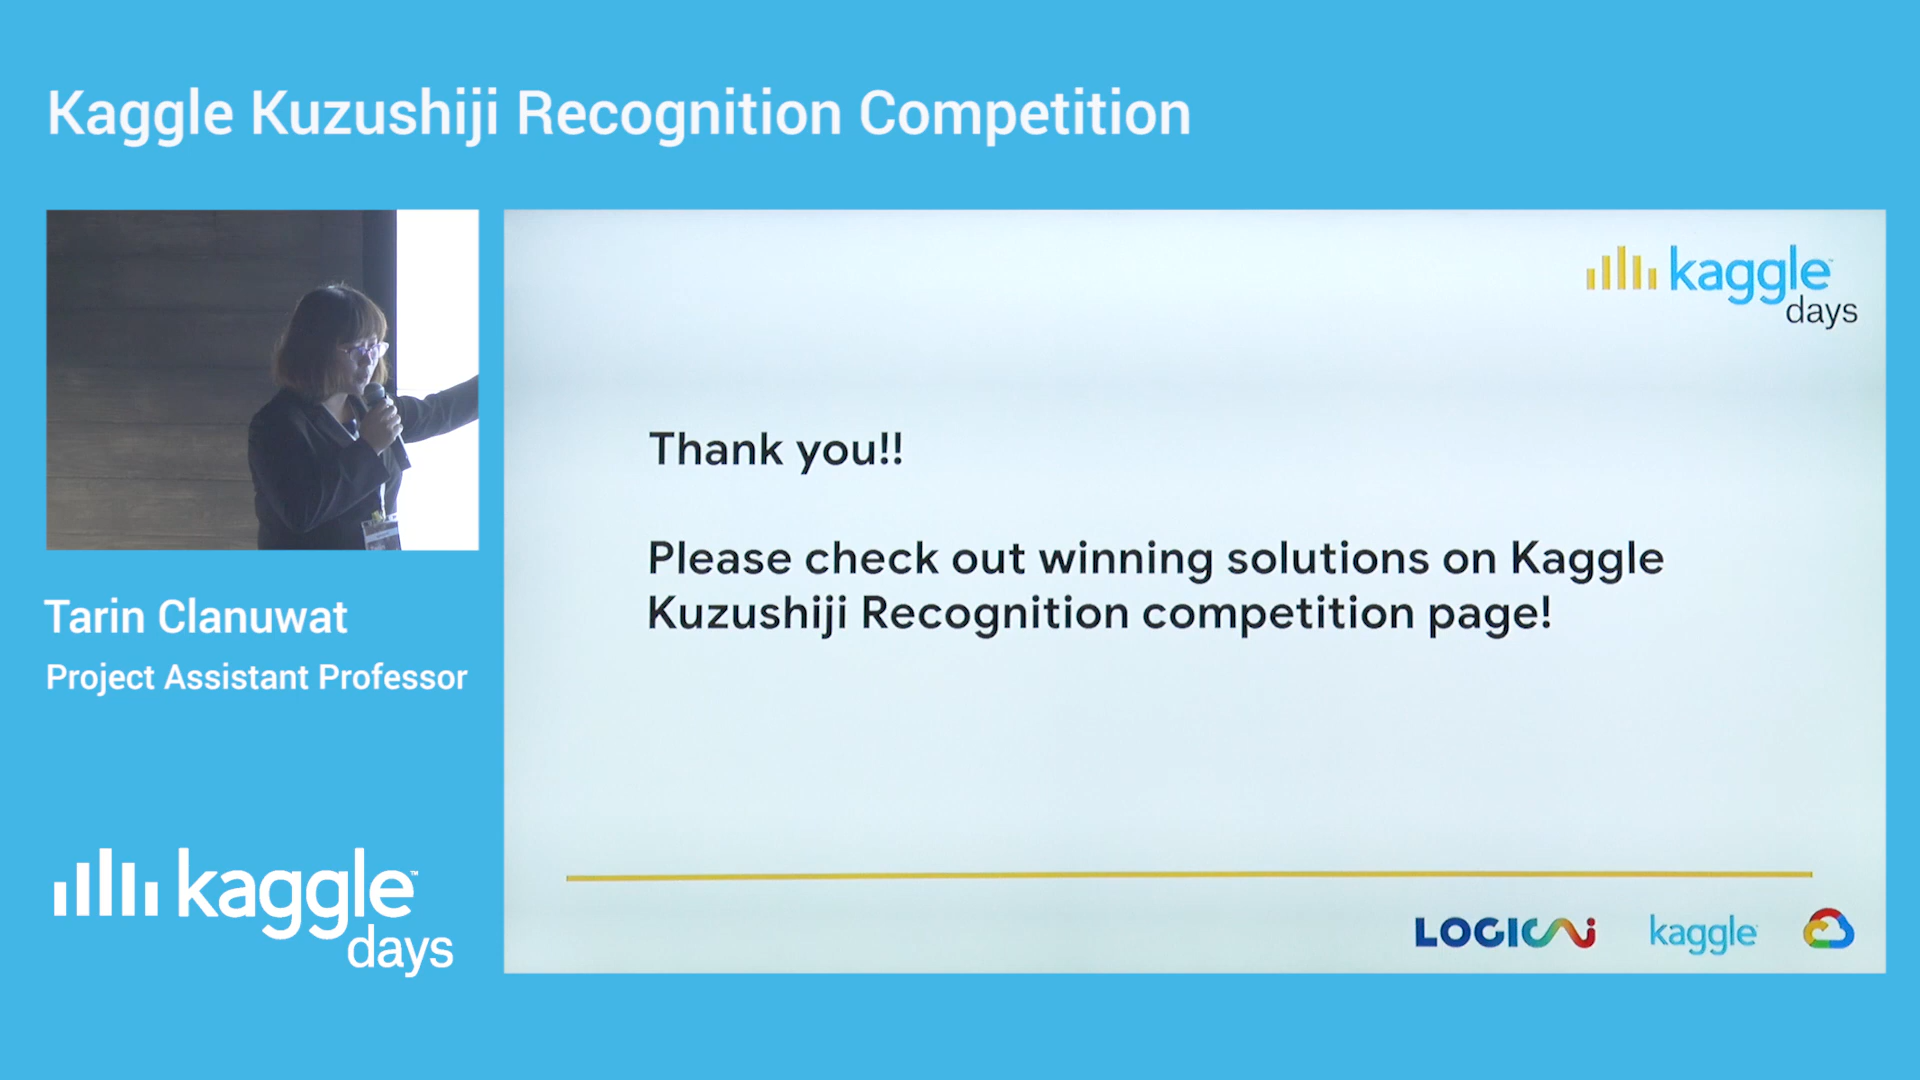 Kaggle Kuzushiji Recognition Competition
kaggle
days
Thank you!!
Please check out winning solutions on Kaggle
Kuzushiji Recognition competition page!
Tarin Clanuwat
Project Assistant Professor
kaggle
days
LOGICAI
kaggle